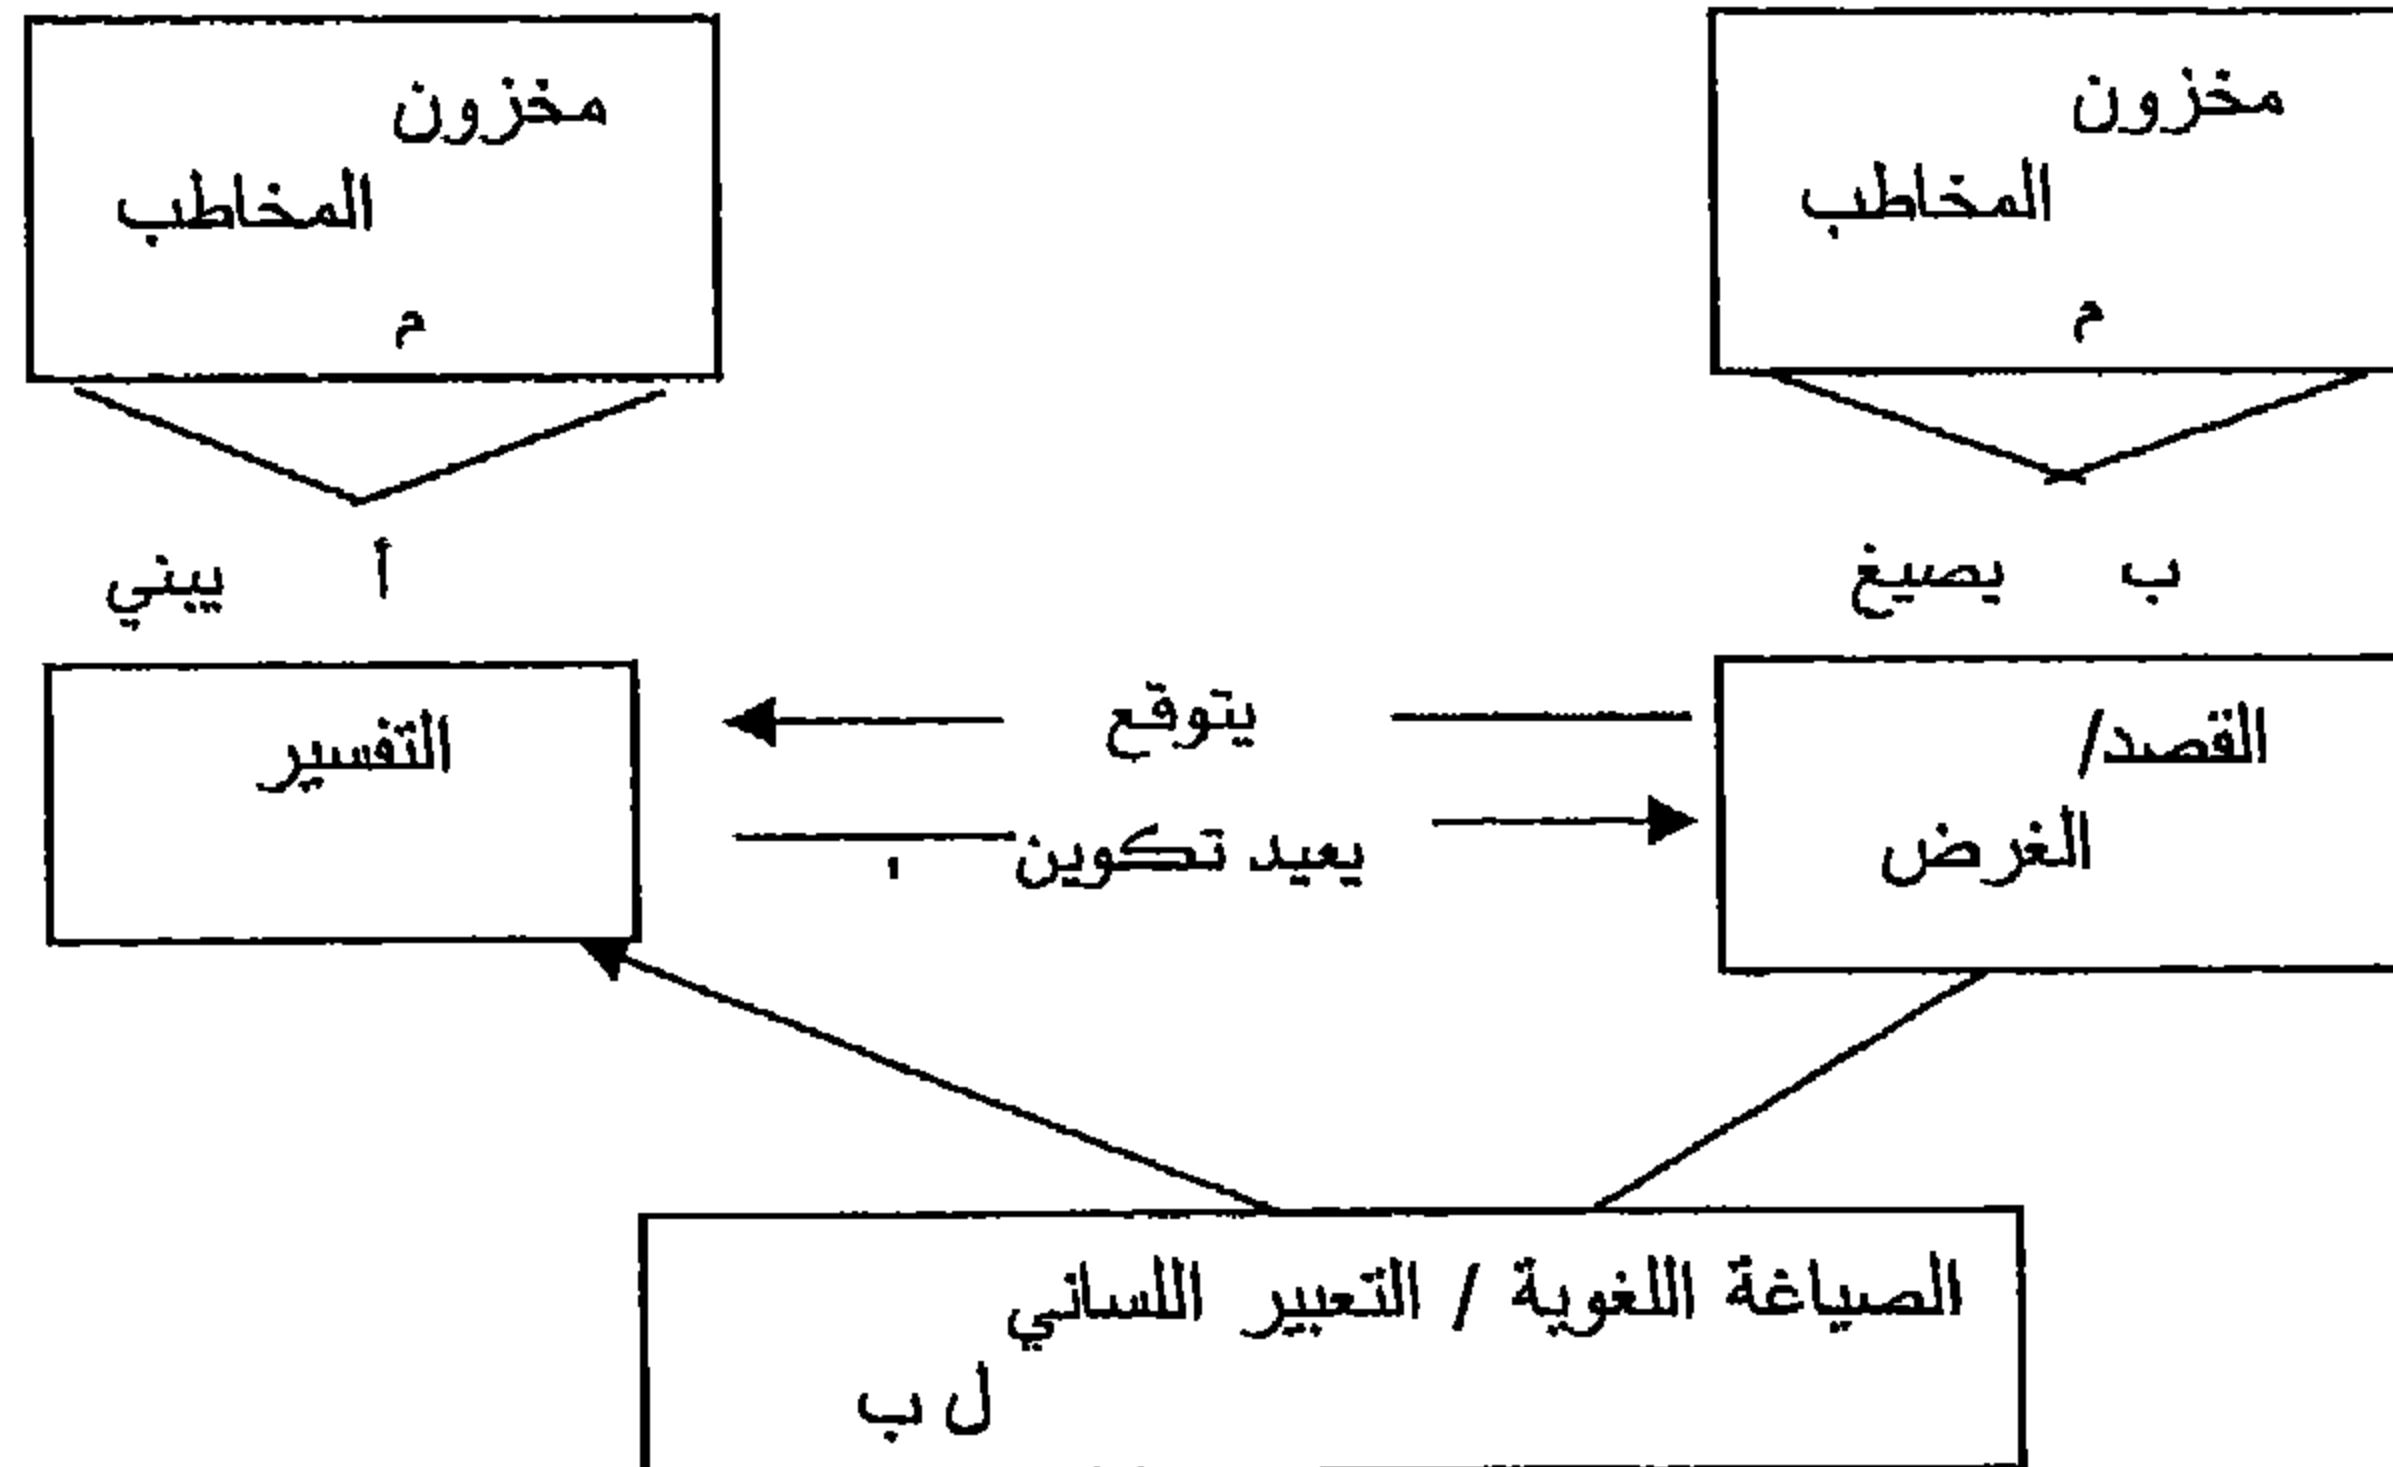 مخزون
المخاطب
م
مخزون
المخاطب
م
ب يصيغ
أ يبني
القصد/
الغرض
يتوقع
يعيد تكوين
التفسير
الصياغة اللغوية / التعبير اللساني
ل ب